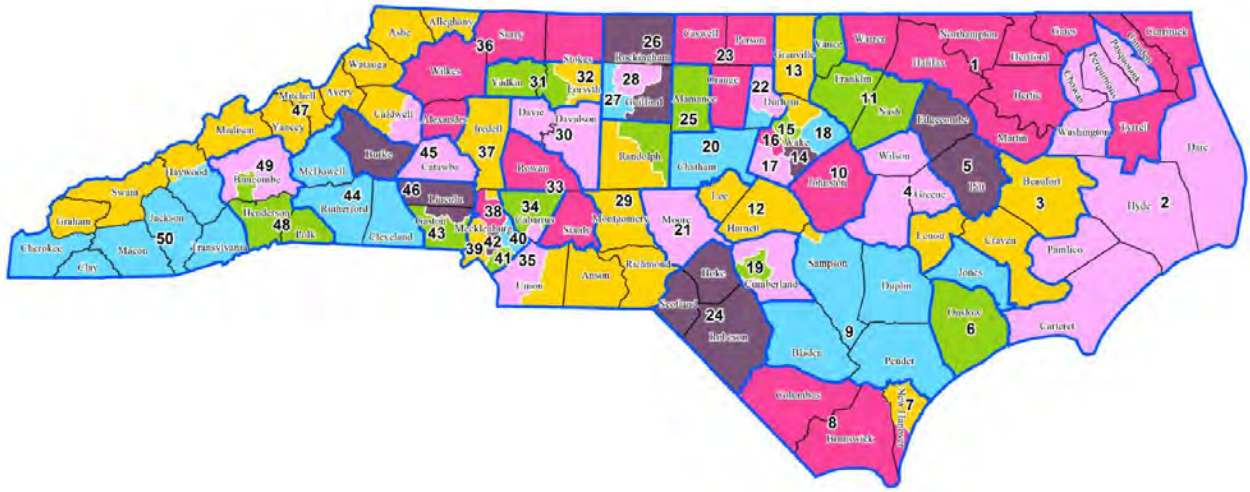 Alleghany
Ashe
Surry
36
Stokes
26
Rockingham
Caswell
Person
23
Granville
13
Vance
Warren
Northampton
Gates
Currituck
Camden
Pasquotank
Perquimans
Chowan
Hertford
Halifax
1
Bertie
Watauga
Wilkes
Yadkin
31
32
Forsyth
27
28
Guilford
Alamance
25
Orange
22
Durham
Franklin
11
Nash
Edgecombe
Martin
Washington
Tyrrell
Dare
Mitchell
47
Avery
Yancey
Madison
Caldwell
Alexander
Iredell
37
Davie
Davidson
30
Randolph
20
Chatham
15
16
Wake
14
17
18
10
Johnston
Wilson
4
Greene
5
Pitt
Beaufort
3
Hyde
2
49
Buncombe
McDowell
Burke
45
Catawba
Rowan
33
Haywood
Swain
Graham
Jackson
50
Macon
Cherokee
Clay
Transylvania
Henderson
48
Polk
44
Rutherford
Cleveland
46
Lincoln
Gaston
43
38
Mecklenburg
42
39
41
40
34
Cabarrus
35
Union
Stanly
29
Montgomery
Anson
Richmond
Moore
21
Lee
12
Harnett
19
Cumberland
Hoke
Scotland
24
Robeson
Sampson
Duplin
9
Bladen
Pender
Lenoir
Craven
Jones
Onslow
6
Pamlico
Carteret
Columbus
8
Brunswick
7
New Hanover